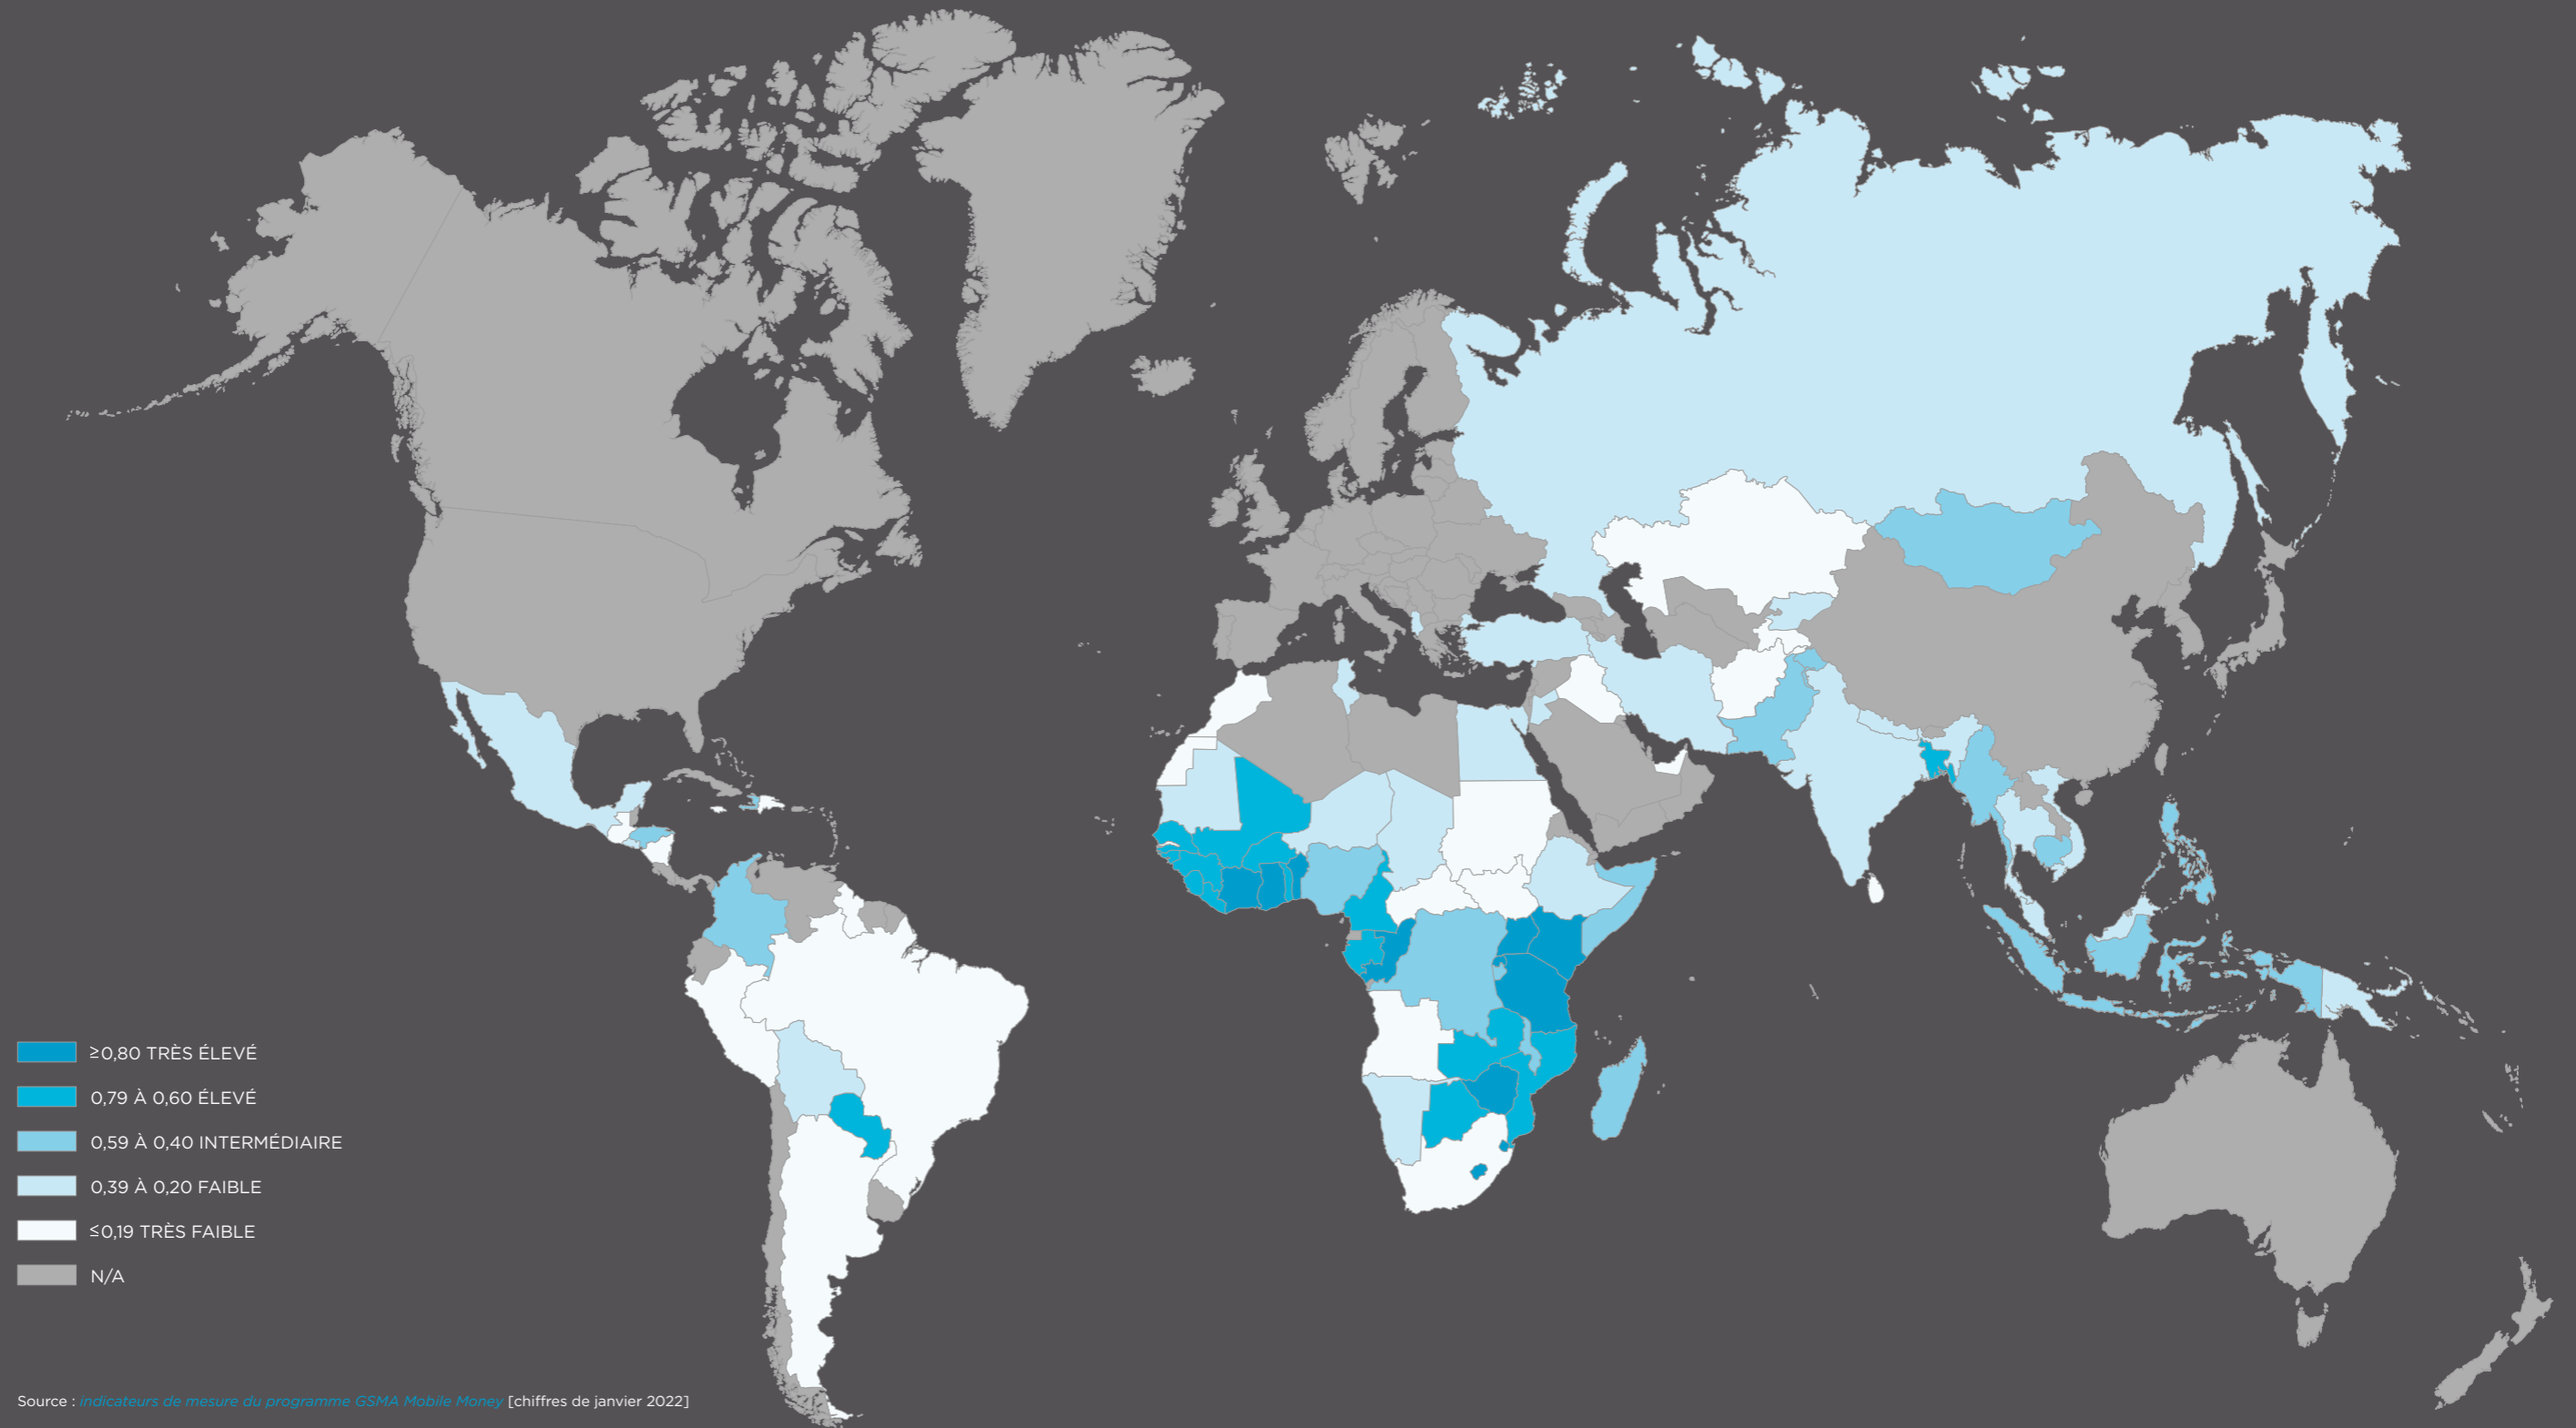 ≥0,80 TRÈS ÉLEVÉ
0,79 À 0,60 ÉLEVÉ
0,59 À 0,40 INTERMÉDIAIRE
0,39 À 0,20 FAIBLE
≤0,19 TRÈS FAIBLE
N/A
Source : indicateurs de mesure du programme GSMA Mobile Money [chiffres de janvier 2022]